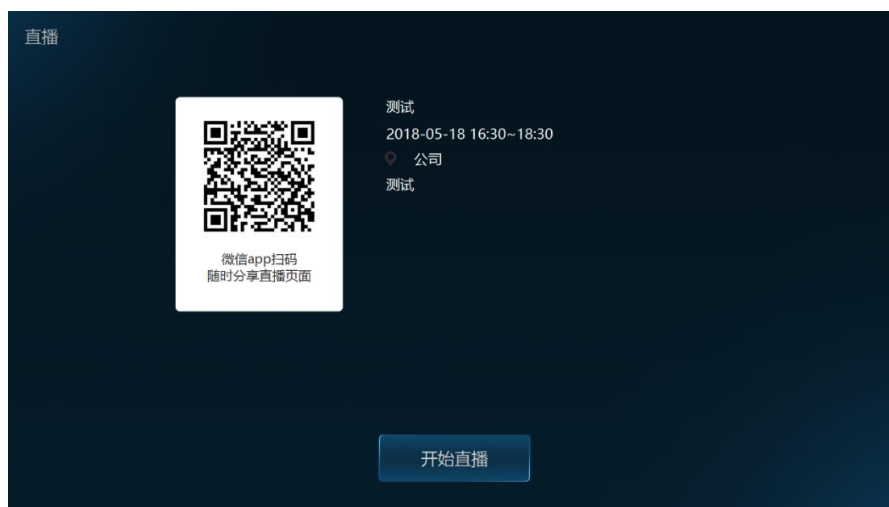 直播
测试
2018-05-18 16:30~18:30
公司
测试
微信app扫码
随时分享直播页面
开始直播